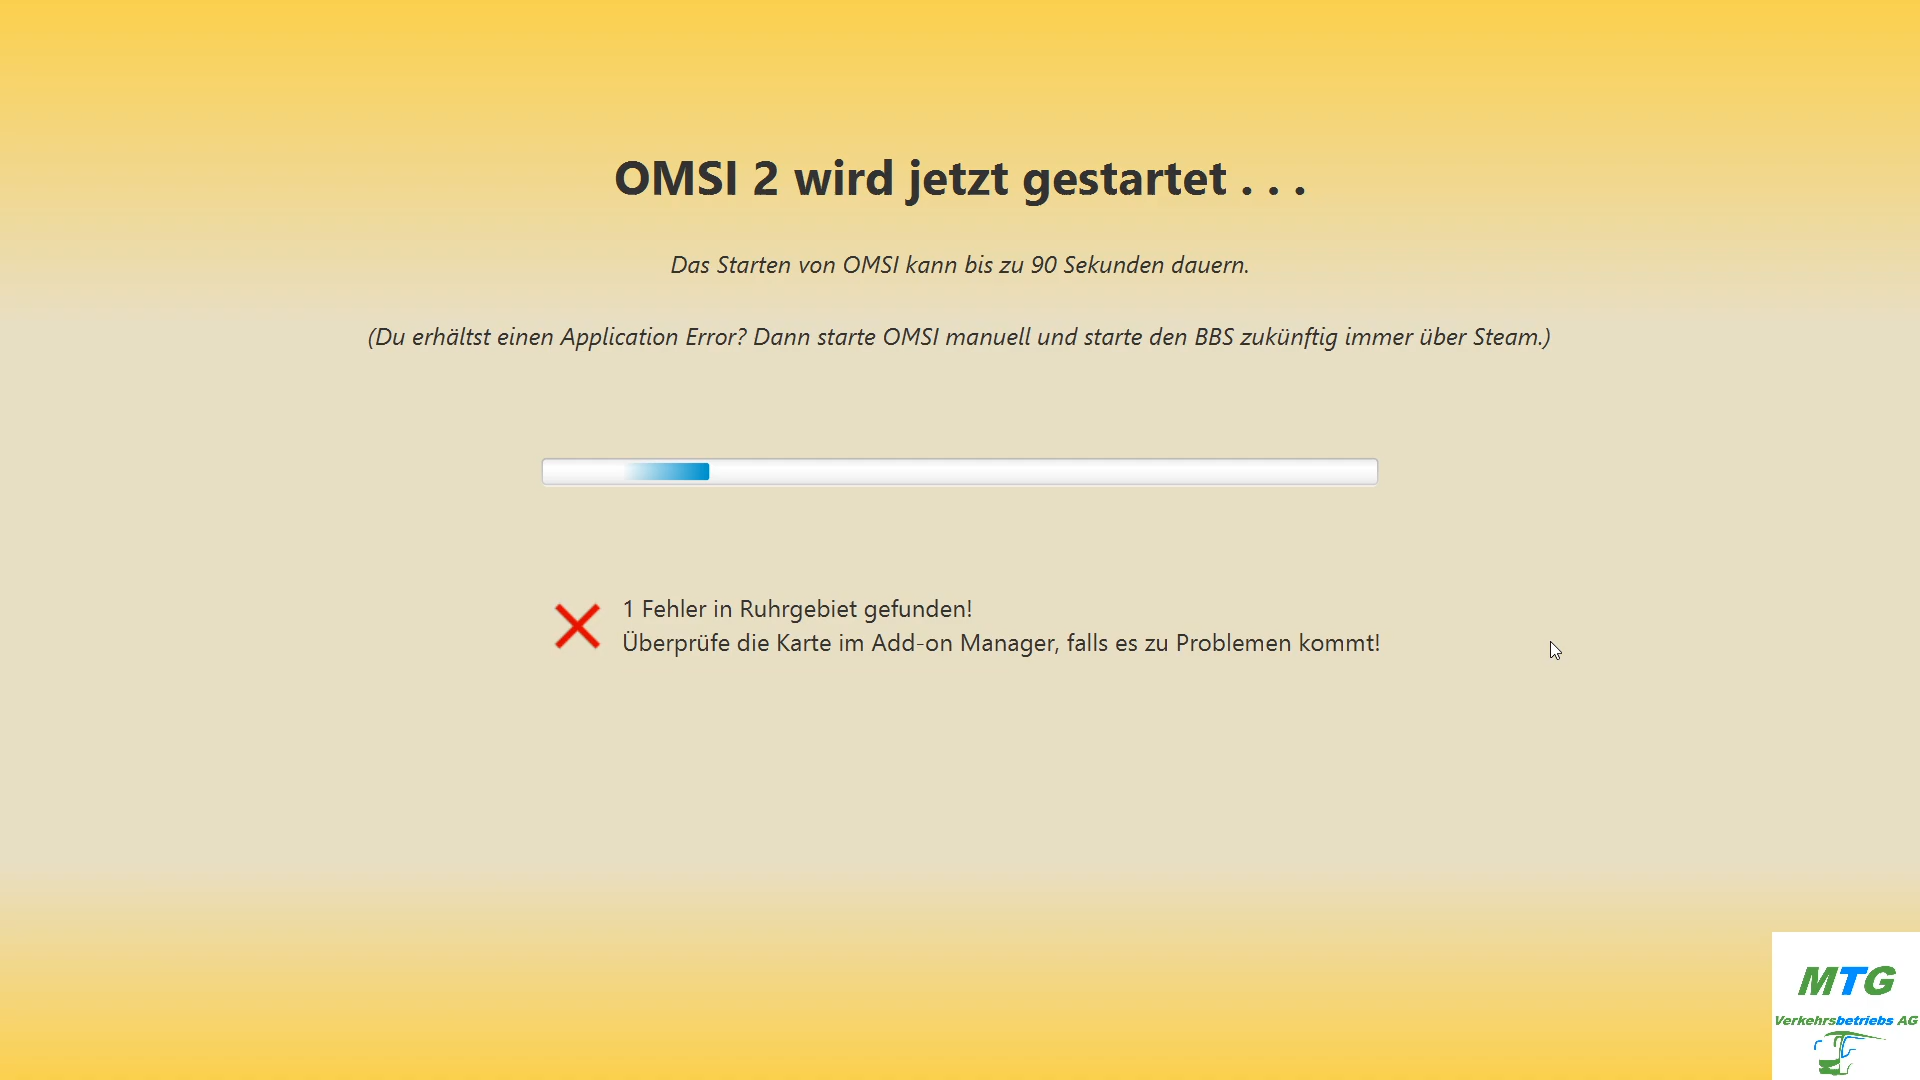 OMSI 2 wird jetzt gestartet . . .
Das Starten von OMSI kann bis zu 90 Sekunden dauern.
(Du erhältst einen Application Error? Dann starte OMSI manuell und starte den BBS zukünftig immer über Steam.)
1 Fehler in Ruhrgebiet gefunden!
Überprüfe die Karte im Add-on Manager, falls es zu Problemen kommt!
MTG
Verkehrsbetriebs AG